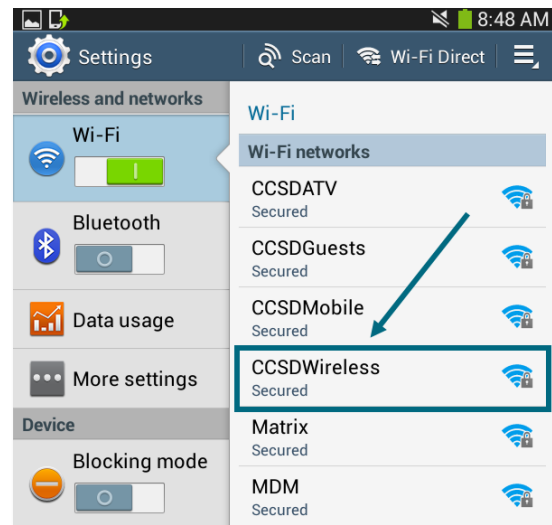 8:48 AM
Settings
Scan
Wi-Fi Direct
Wireless and networks
Wi-Fi
Bluetooth
Data usage
More settings
Device
Blocking mode
Wi-Fi
Wi-Fi networks
CCSDATV
Secured
CCSDGuests
Secured
CCSDMobile
Secured
CCSDWireless
Secured
Matrix
Secured
MDM
Secured